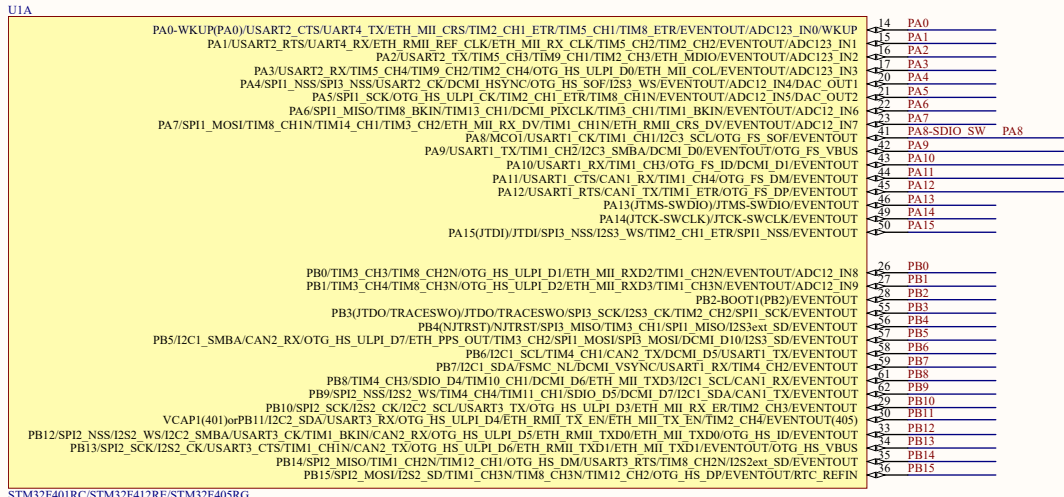 U1A
PA0-WKUP(PA0)/USART2_CTS/UART4_TX/ETH_MII_CRS/TIM2_CH1_ETR/TIM5_CH1/TIM8_ETR/EVENTOUT/ADC123_IN0/WKUP 14 PA0
PA1/USART2_RTS/UART4_RX/ETH_RMII_REF_CLK/ETH_MII_RX_CLK/TIM5_CH2/TIM2_CH2/EVENTOUT/ADC123_IN1 15 PA1
PA2/USART2_TX/TIM5_CH3/TIM9_CH1/TIM2_CH3/ETH_MDIO/EVENTOUT/ADC123_IN2 16 PA2
PA3/USART2_RX/TIM5_CH4/TIM9_CH2/TIM2_CH4/OTG_HS_ULPI_D0/ETH_MII_COL/EVENTOUT/ADC123_IN3 17 PA3
PA4/SPI1_NSS/SPI3_NSS/USART2_CK/DCMI_HSYNC/OTG_HS_SOF/I2S3_WS/EVENTOUT/ADC12_IN4/DAC_OUT1 20 PA4
PA5/SPI1_SCK/OTG_HS_ULPI_CK/TIM2_CH1_ETR/TIM8_CH1N/EVENTOUT/ADC12_IN5/DAC_OUT2 21 PA5
PA6/SPI1_MISO/TIM8_BKIN/TIM13_CH1/DCMI_PIXCLK/TIM3_CH1/TIM1_BKIN/EVENTOUT/ADC12_IN6 22 PA6
PA7/SPI1_MOSI/TIM8_CH1N/TIM14_CH1/TIM3_CH2/ETH_MII_RX_DV/TIM1_CH1N/ETH_RMII_CRS_DV/EVENTOUT/ADC12_IN7 23 PA7
PA8/MCO1/USART1_CK/TIM1_CH1/I2C3_SCL/OTG_FS_SOF/EVENTOUT 41 PA8-SDIO_SW PA8
PA9/USART1_TX/TIM1_CH2/I2C3_SMBA/DCMI_D0/EVENTOUT/OTG_FS_VBUS 42 PA9
PA10/USART1_RX/TIM1_CH3/OTG_FS_ID/DCMI_D1/EVENTOUT 43 PA10
PA11/USART1_CTS/CAN1_RX/TIM1_CH4/OTG_FS_DM/EVENTOUT 44 PA11
PA12/USART1_RTS/CAN1_TX/TIM1_ETR/OTG_FS_DP/EVENTOUT 45 PA12
PA13(JTMS-SWDIO)/JTMS-SWDIO/EVENTOUT 46 PA13
PA14(JTCK-SWCLK)/JTCK-SWCLK/EVENTOUT 49 PA14
PA15(JTDI)/JTDI/SPI3_NSS/I2S3_WS/TIM2_CH1_ETR/SPI1_NSS/EVENTOUT 50 PA15
PB0/TIM3_CH3/TIM8_CH2N/OTG_HS_ULPI_D1/ETH_MII_RXD2/TIM1_CH2N/EVENTOUT/ADC12_IN8 26 PB0
PB1/TIM3_CH4/TIM8_CH3N/OTG_HS_ULPI_D2/ETH_MII_RXD3/TIM1_CH3N/EVENTOUT/ADC12_IN9 27 PB1
PB2-BOOT1(PB2)/EVENTOUT 28 PB2
PB3(JTDO/TRACESWO)/JTDO/TRACESWO/SPI3_SCK/I2S3_CK/TIM2_CH2/SPI1_SCK/EVENTOUT 55 PB3
PB4(NJTRST)/NJTRST/SPI3_MISO/TIM3_CH1/SPI1_MISO/I2S3ext_SD/EVENTOUT 56 PB4
PB5/I2C1_SMBA/CAN2_RX/OTG_HS_ULPI_D7/ETH_PPS_OUT/TIM3_CH2/SPI1_MOSI/SPI3_MOSI/DCMI_D10/I2S3_SD/EVENTOUT 57 PB5
PB6/I2C1_SCL/TIM4_CH1/CAN2_TX/DCMI_D5/USART1_TX/EVENTOUT 58 PB6
PB7/I2C1_SDA/FSMC_NL/DCMI_VSYNC/USART1_RX/TIM4_CH2/EVENTOUT 59 PB7
PB8/TIM4_CH3/SDIO_D4/TIM10_CH1/DCMI_D6/ETH_MII_TXD3/I2C1_SCL/CAN1_RX/EVENTOUT 61 PB8
PB9/SPI2_NSS/I2S2_WS/TIM4_CH4/TIM11_CH1/SDIO_D5/DCMI_D7/I2C1_SDA/CAN1_TX/EVENTOUT 62 PB9
PB10/SPI2_SCK/I2S2_CK/I2C2_SCL/USART3_TX/OTG_HS_ULPI_D3/ETH_MII_RX_ER/TIM2_CH3/EVENTOUT 29 PB10
VCAP1(401)orPB11/I2C2_SDA/USART3_RX/OTG_HS_ULPI_D4/ETH_RMII_TX_EN/ETH_MII_TX_EN/TIM2_CH4/EVENTOUT(405) 30 PB11
PB12/SPI2_NSS/I2S2_WS/I2C2_SMBA/USART3_CK/TIM1_BKIN/CAN2_RX/OTG_HS_ULPI_D5/ETH_RMII_TXD0/ETH_MII_TXD0/OTG_HS_ID/EVENTOUT 33 PB12
PB13/SPI2_SCK/I2S2_CK/USART3_CTS/TIM1_CH1N/CAN2_TX/OTG_HS_ULPI_D6/ETH_RMII_TXD1/ETH_MII_TXD1/EVENTOUT/OTG_HS_VBUS 34 PB13
PB14/SPI2_MISO/TIM1_CH2N/TIM12_CH1/OTG_HS_DM/USART3_RTS/TIM8_CH2N/I2S2ext_SD/EVENTOUT 35 PB14
PB15/SPI2_MOSI/I2S2_SD/TIM1_CH3N/TIM8_CH3N/TIM12_CH2/OTG_HS_DP/EVENTOUT/RTC_REFIN 36 PB15
STM32F401RC/STM32F412RE/STM32F405RG